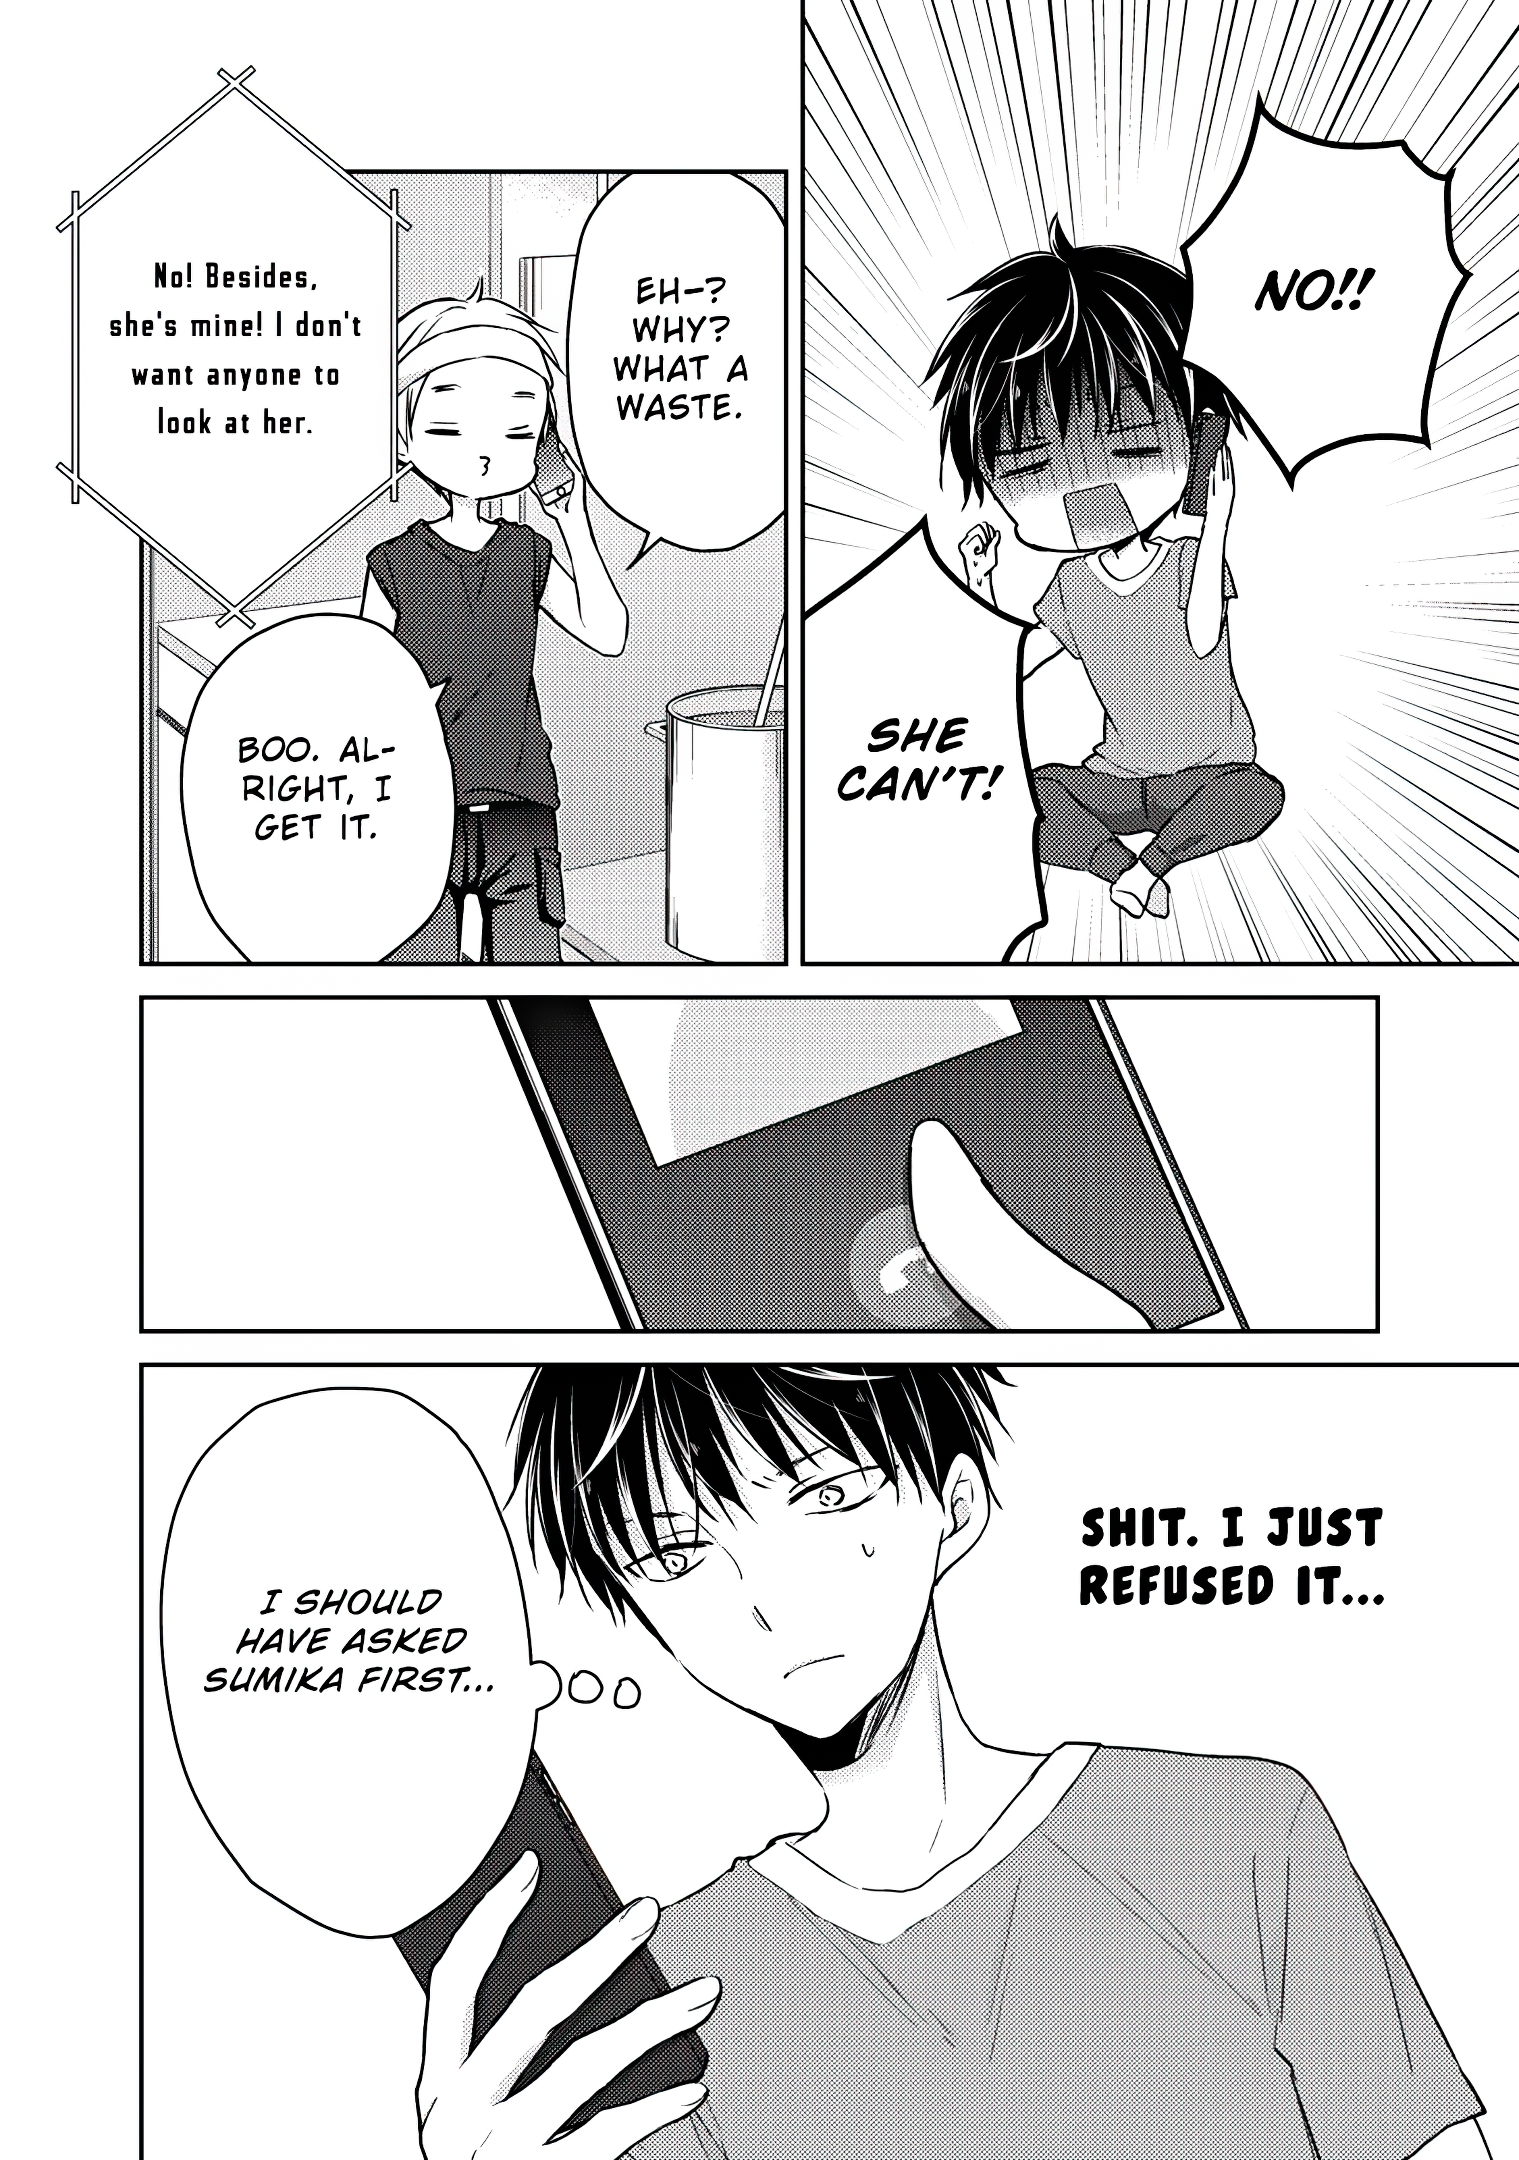 NO!!
SHE
CAN'T!
EH-?
WHY?
WHAT A
WASTE.
No! Besides,
she's mine! I don't
want anyone to
look at her.
BOO. AL-
RIGHT, I
GET IT.
SHIT. I JUST
REFUSED IT...
I SHOULD
HAVE ASKED
SUMIKA FIRST...